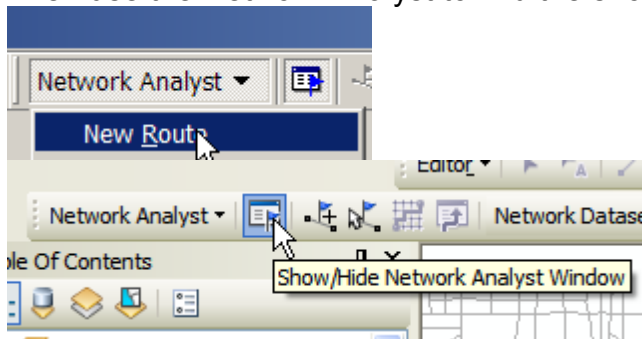 Network Analyst
New Route
Editor
Network Analyst
Network Datase
ble Of Contents
Show/Hide Network Analyst Window